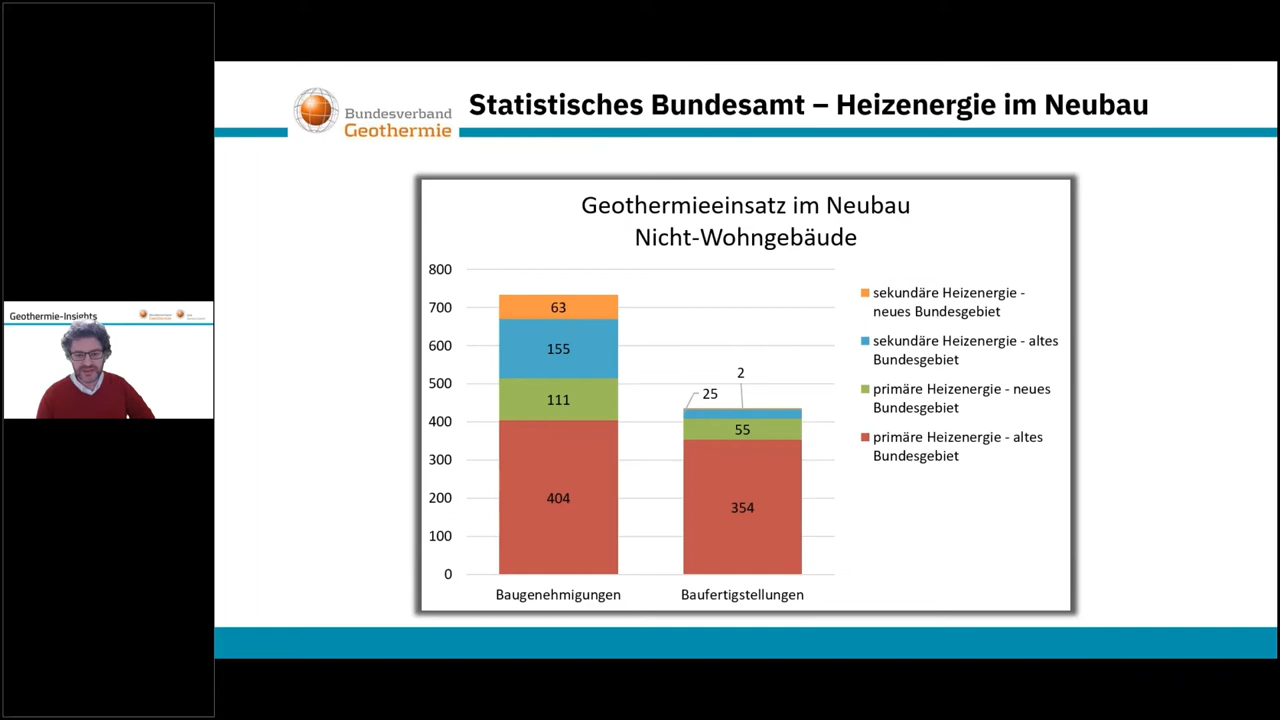 Statistisches Bundesamt – Heizenergie im Neubau
Bundesverband
Geothermie
Geothermieeinsatz im Neubau
Nicht-Wohngebäude
800
700
600
500
400
300
200
100
0
63
155
111
404
2
25
55
354
Baugenehmigungen
Baufertigstellungen
sekundäre Heizenergie -
neues Bundesgebiet
sekundäre Heizenergie - altes
Bundesgebiet
primäre Heizenergie - neues
Bundesgebiet
primäre Heizenergie - altes
Bundesgebiet
Geothermie-Insights